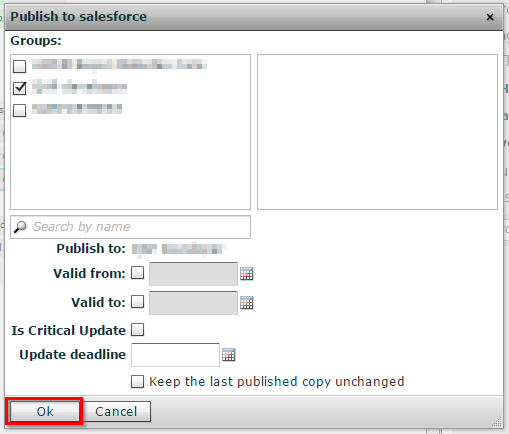 Publish to salesforce
Groups:
Search by name
Publish to:
Valid from:
Valid to:
Is Critical Update
Update deadline
Keep the last published copy unchanged
Ok Cancel